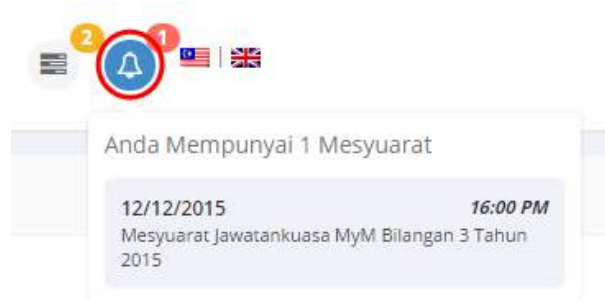 2 1
Anda Mempunyai 1 Mesyuarat
12/12/2015 16:00 PM
Mesyuarat Jawatankuasa MyM Bilangan 3 Tahun
2015